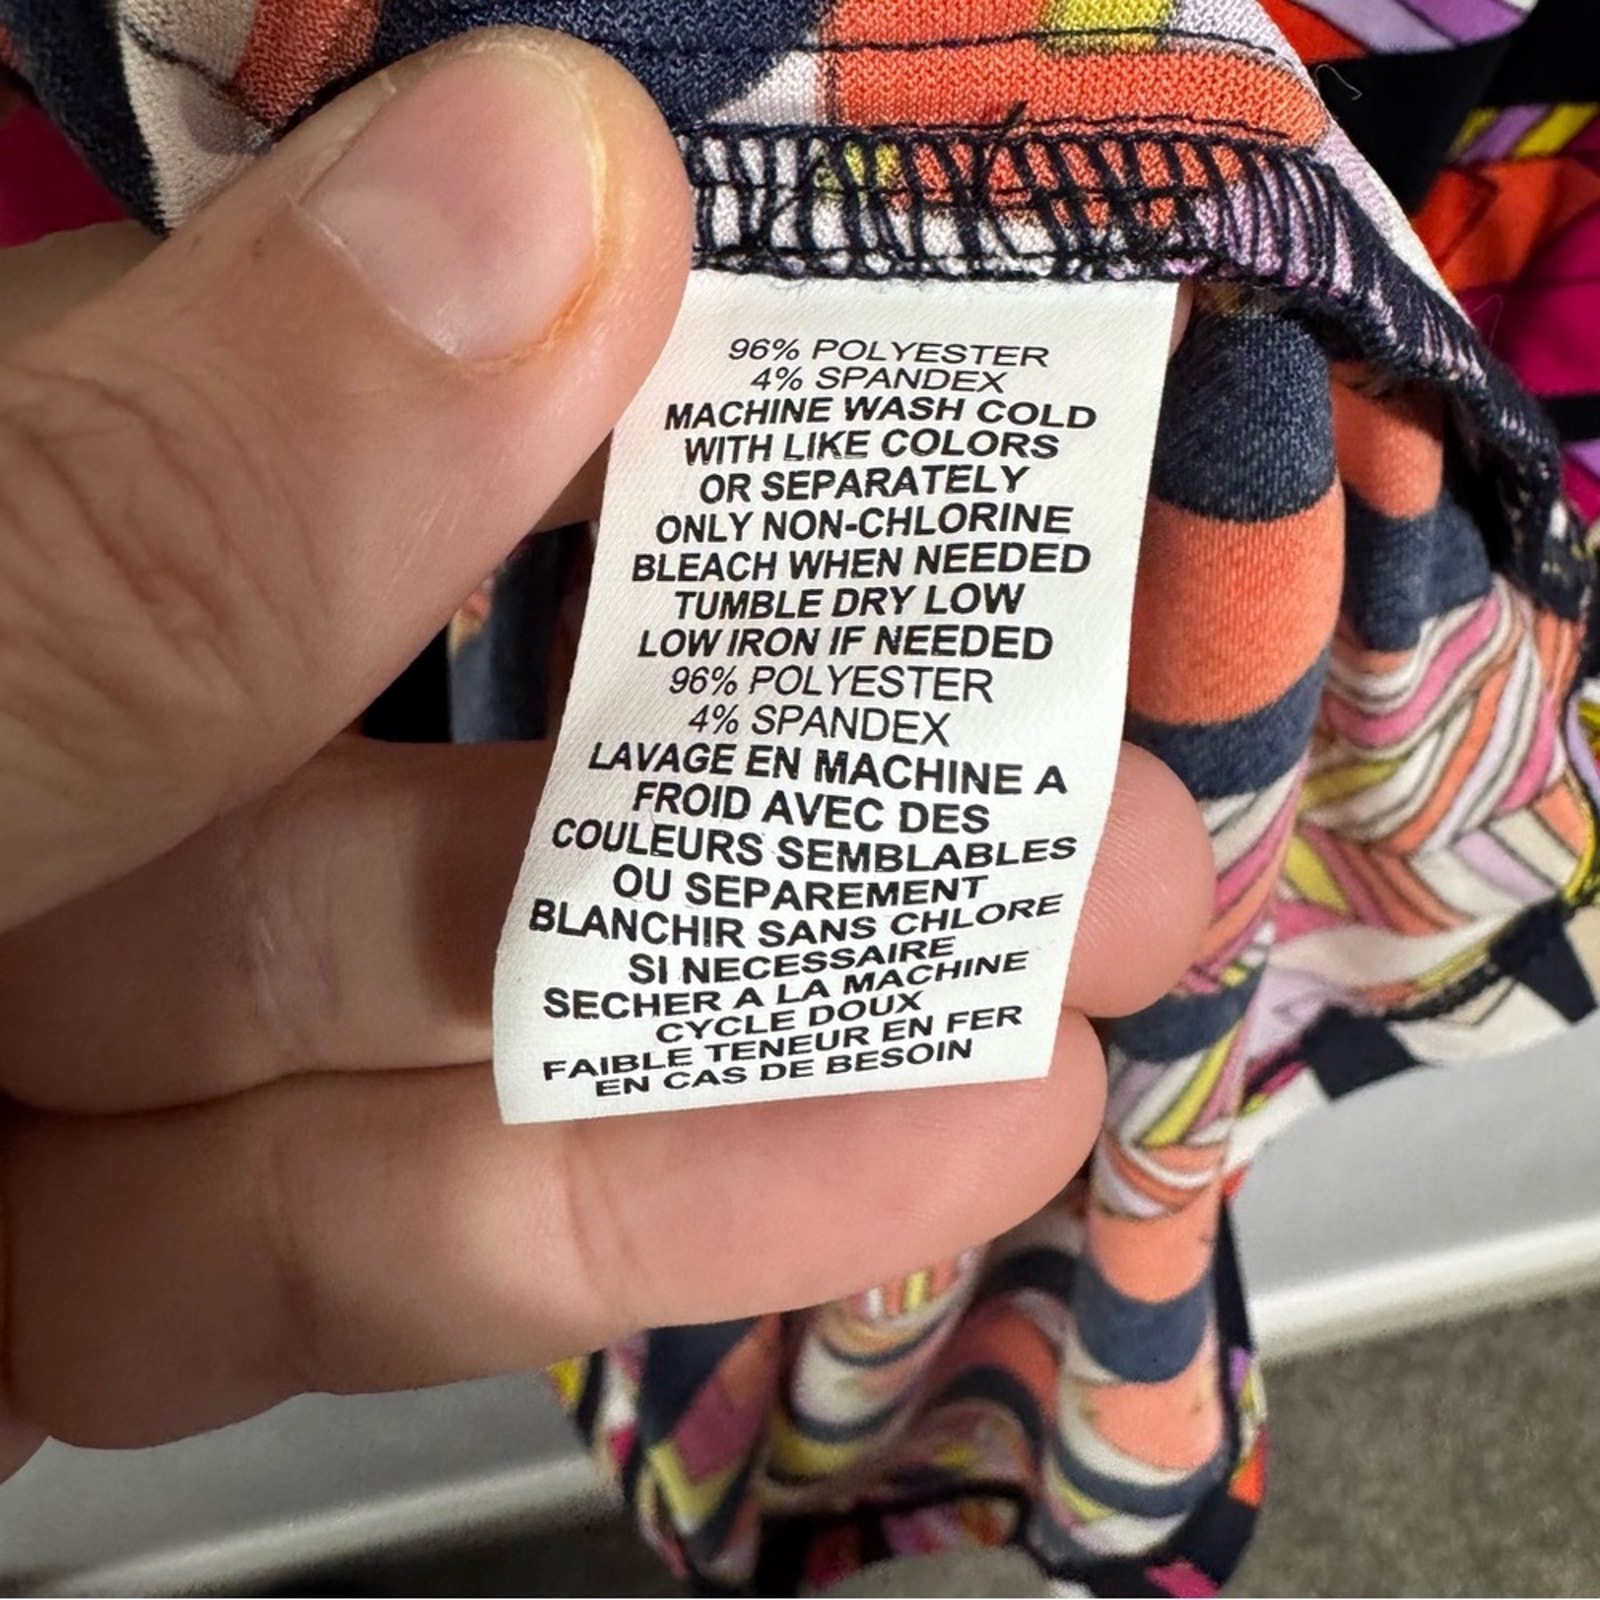 96% POLYESTER
4% SPANDEX
MACHINE WASH COLD
WITH LIKE COLORS
OR SEPARATELY
ONLY NON-CHLORINE
BLEACH WHEN NEEDED
TUMBLE DRY LOW
LOW IRON IF NEEDED
96% POLYESTER
4% SPANDEX
LAVAGE EN MACHINE A
FROID AVEC DES
COULEURS SEMBLABLES
OU SEPAREMENT
BLANCHIR SANS CHLORE
SI NECESSAIRE
SECHER A LA MACHINE
CYCLE DOUX
FAIBLE TENEUR EN FER
EN CAS DE BESOIN